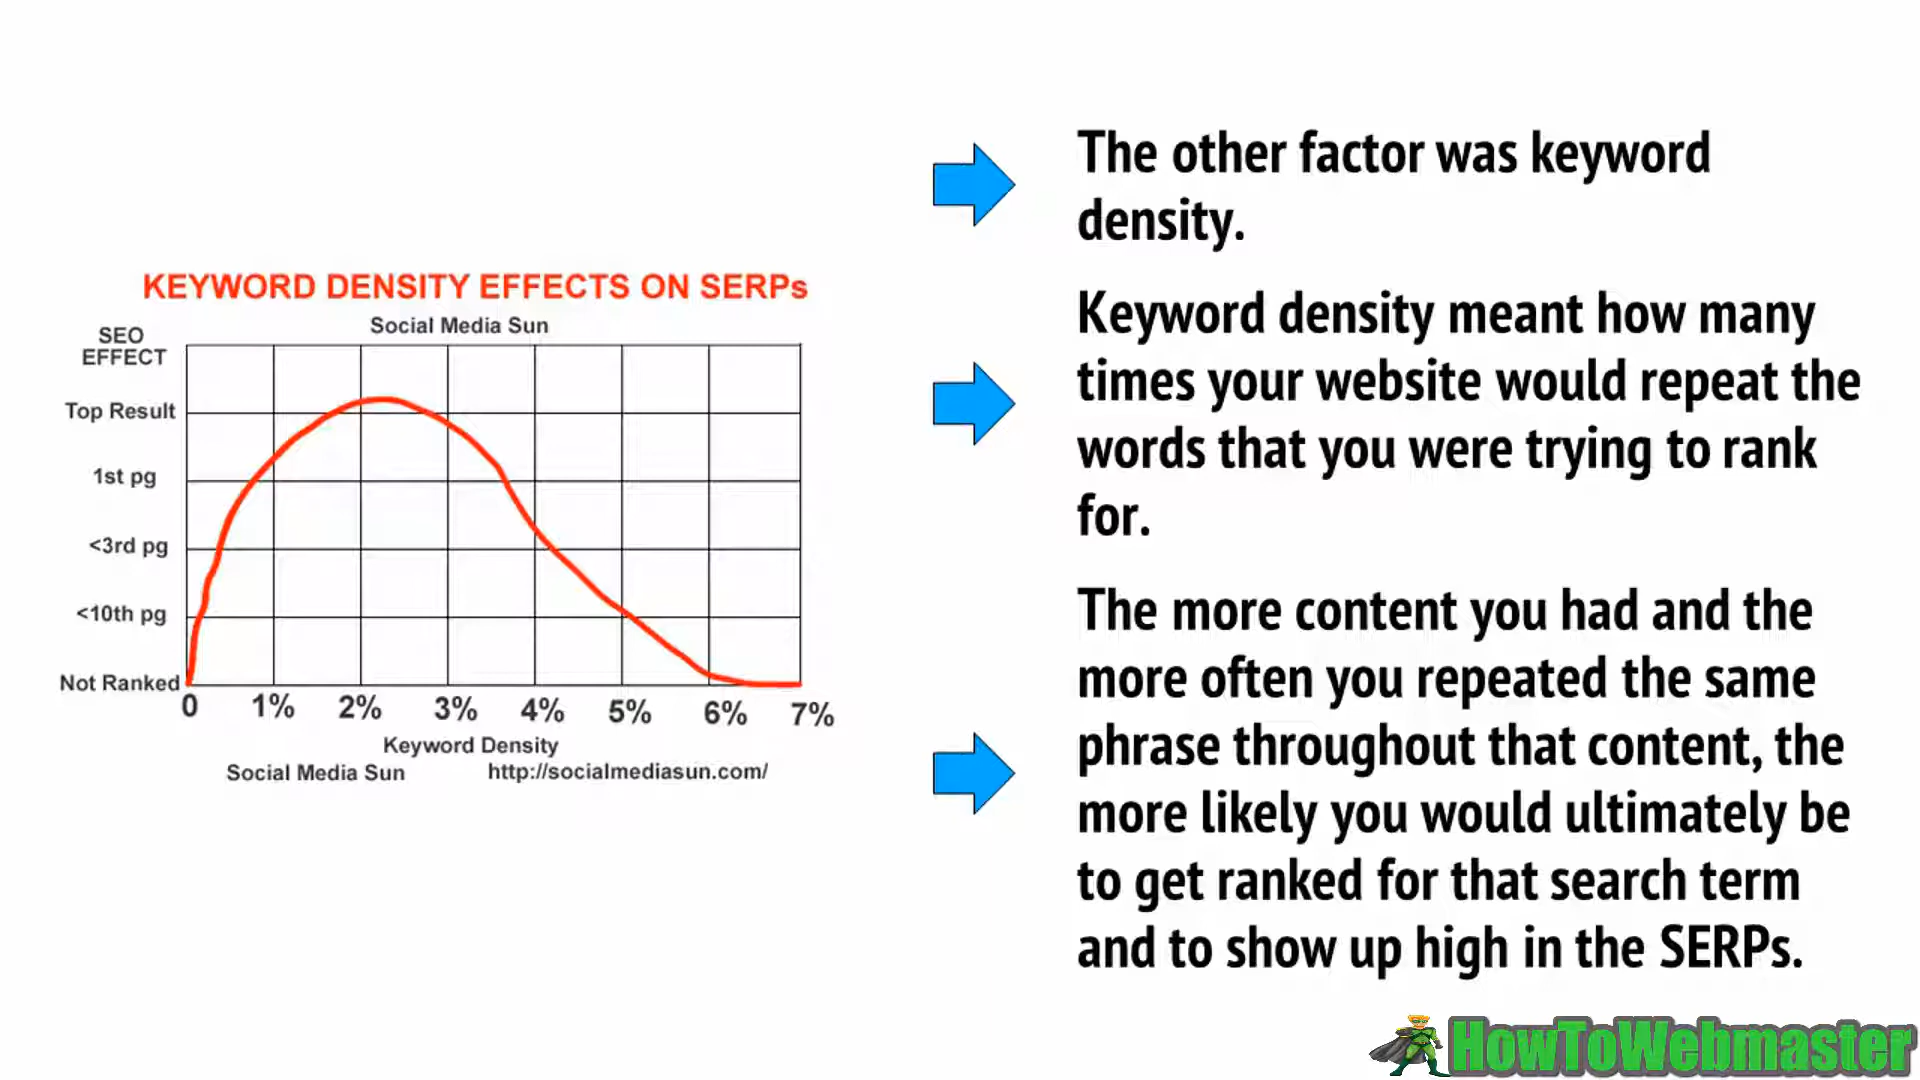 KEYWORD DENSITY EFFECTS ON SERPs
Social Media Sun
SEO
EFFECT
Top Result
1st pg
<3rd pg
<10th pg
Not Ranked
0 1% 2% 3% 4% 5% 6% 7%
Keyword Density
Social Media Sun http://socialmediasun.com/
The other factor was keyword
density.
Keyword density meant how many
times your website would repeat the
words that you were trying to rank
for.
The more content you had and the
more often you repeated the same
phrase throughout that content, the
more likely you would ultimately be
to get ranked for that search term
and to show up high in the SERPs.
HowToWebmaster